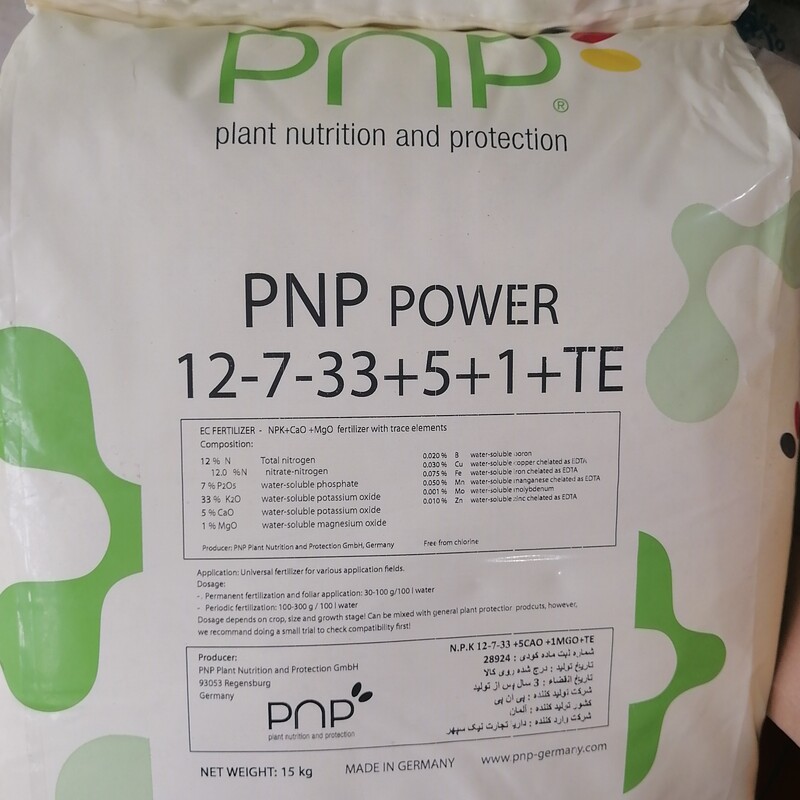 PNP®
plant nutrition and protection
PNP POWER
12-7-33+5+1+TE
EC FERTILIZER - NPK+CaO +MgO fertilizer with trace elements
Composition:
12 % N Total nitrogen
12.0 %N nitrate-nitrogen
7 % P2O5 water-soluble phosphate
33 % K2O water-soluble potassium oxide
5 % CaO water-soluble potassium oxide
1 % MgO water-soluble magnesium oxide
0.020 % B water-soluble boron
0.030 % Cu water-soluble copper chelated as EDTA
0.075 % Fe water-soluble iron chelated as EDTA
0.050 % Mn water-soluble manganese chelated as EDTA
0.001 % Mo water-soluble molybdenum
0.010 % Zn water-soluble zinc chelated as EDTA
Producer: PNP Plant Nutrition and Protection GmbH, Germany
Free from chlorine
Application: Universal fertilizer for various application fields.
Dosage:
-. Permanent fertilization and foliar application: 30-100 g/100 l water
- Periodic fertilization: 100-300 g / 100 l water
Dosage depends on crop, size and growth stage! Can be mixed with general plant protection prodcuts, however,
we recommend doing a small trial to check compatibility first!
Producer:
PNP Plant Nutrition and Protection GmbH
93053 Regensburg
Germany
PNP
plant nutrition and protection
N.P.K 12-7-33 +5CAO +1MGO+TE
شماره ثبت ماده کودی : 28924
تاریخ تولید : درج شده روی کالا
تاریخ انقضاء : 3 سال پس از تولید
شرکت تولید کننده : پی ان پی
کشور تولید کننده : آلمان
شرکت وارد کننده : داریا تجارت نیک سپهر
NET WEIGHT: 15 kg
MADE IN GERMANY
www.pnp-germany.com